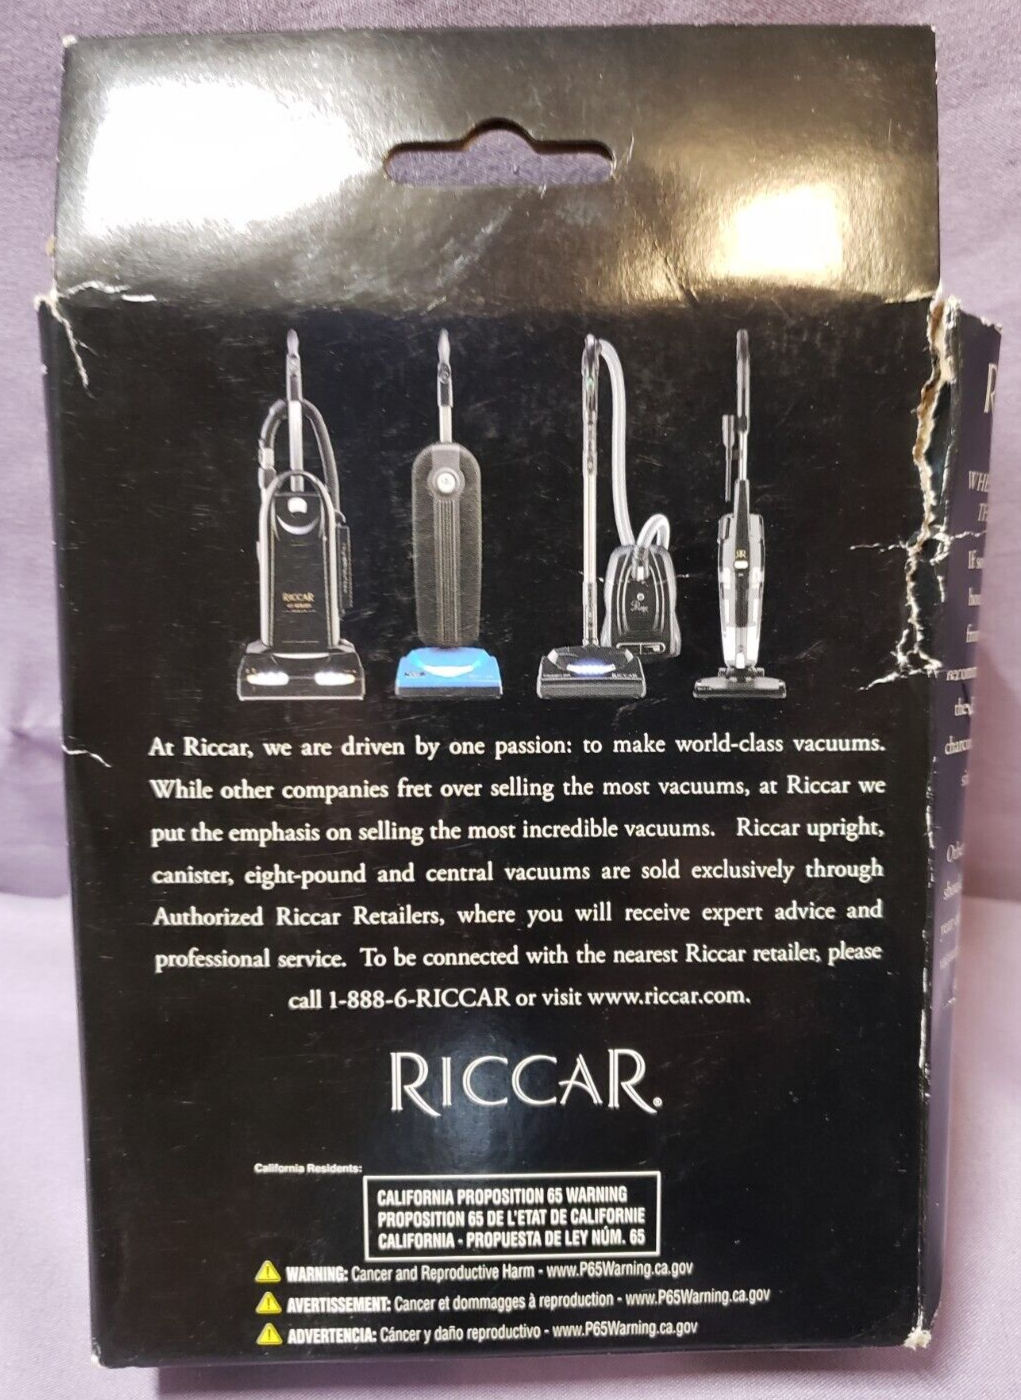 RICCAR
RICCAR
At Riccar, we are driven by one passion: to make world-class vacuums.
While other companies fret over selling the most vacuums, at Riccar we
put the emphasis on selling the most incredible vacuums. Riccar upright,
canister, eight-pound and central vacuums are sold exclusively through
Authorized Riccar Retailers, where you will receive expert advice and
professional service. To be connected with the nearest Riccar retailer, please
call 1-888-6-RICCAR or visit www.riccar.com.
RICCAR®
California Residents:
CALIFORNIA PROPOSITION 65 WARNING
PROPOSITION 65 DE L'ETAT DE CALIFORNIE
CALIFORNIA - PROPUESTA DE LEY NÚM. 65
WARNING: Cancer and Reproductive Harm - www.P65Warning.ca.gov
AVERTISSEMENT: Cancer et dommagges à reproduction - www.P65Warning.ca.gov
ADVERTENCIA: Cáncer y daño reproductivo - www.P65Warning.ca.gov